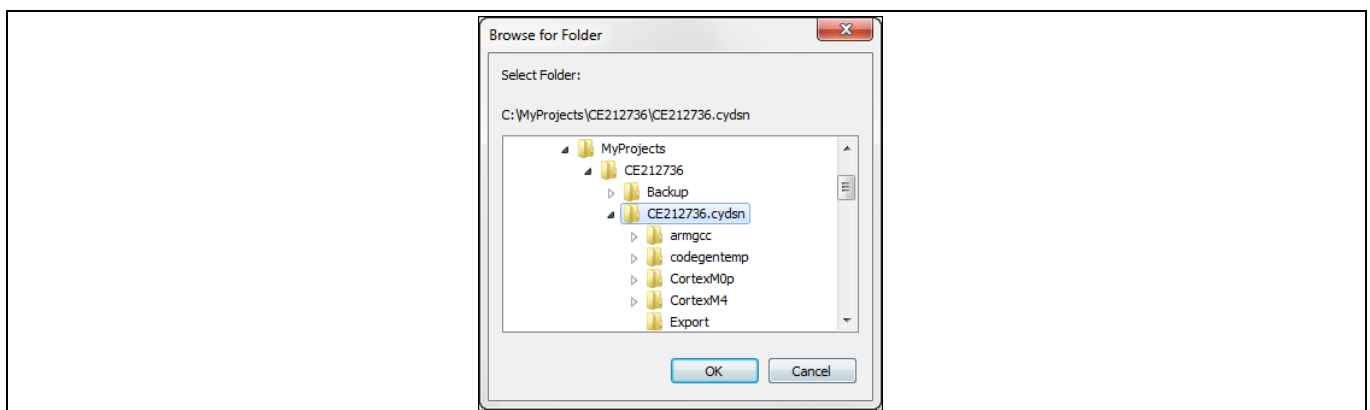 Browse for Folder
Select Folder:
C:\MyProjects\CE212736\CE212736.cydsn
MyProjects
CE212736
Backup
CE212736.cydsn
armgcc
codegentemp
CortexM0p
CortexM4
Export
OK Cancel